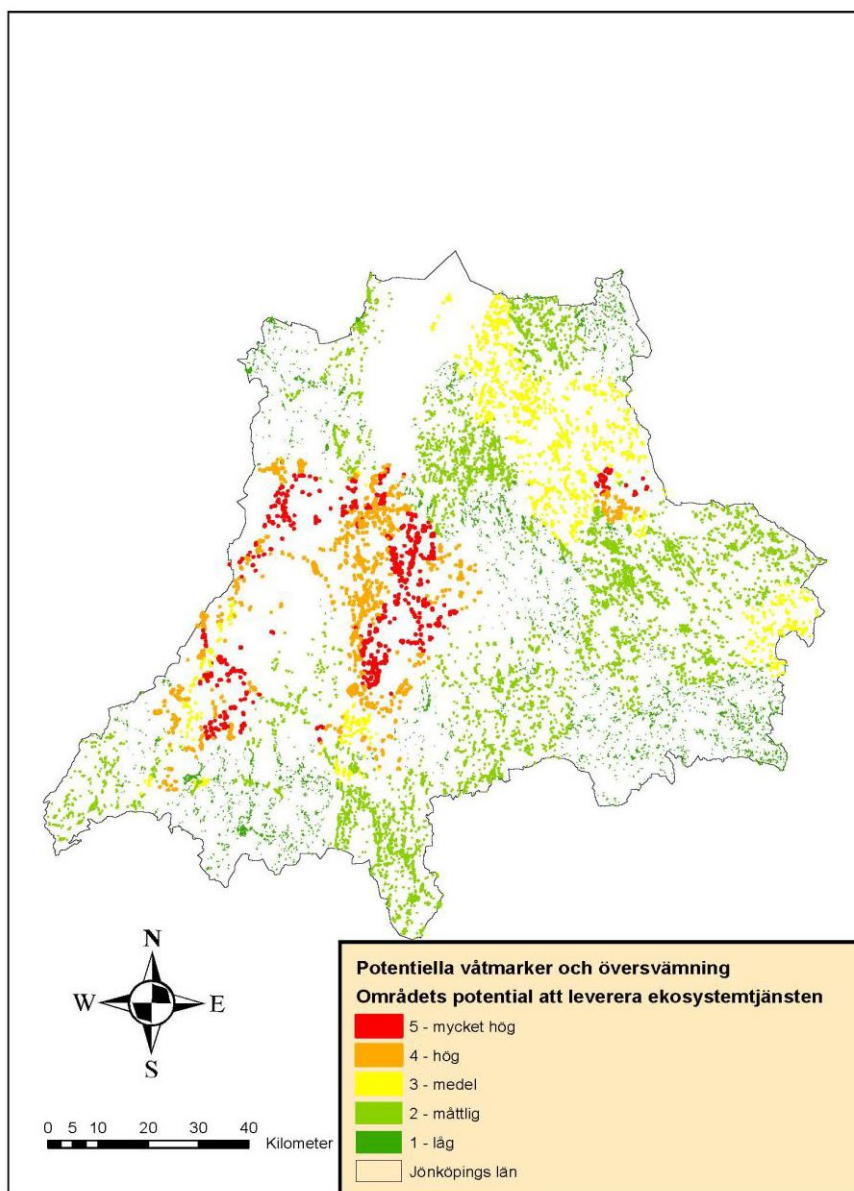 N
W E
S
0 5 10 20 30 40
Kilometer
Potentiella våtmarker och översvämning
Områdets potential att leverera ekosystemtjänsten
5 - mycket hög
4 - hög
3 - medel
2 - måttlig
1 - låg
Jönköpings län